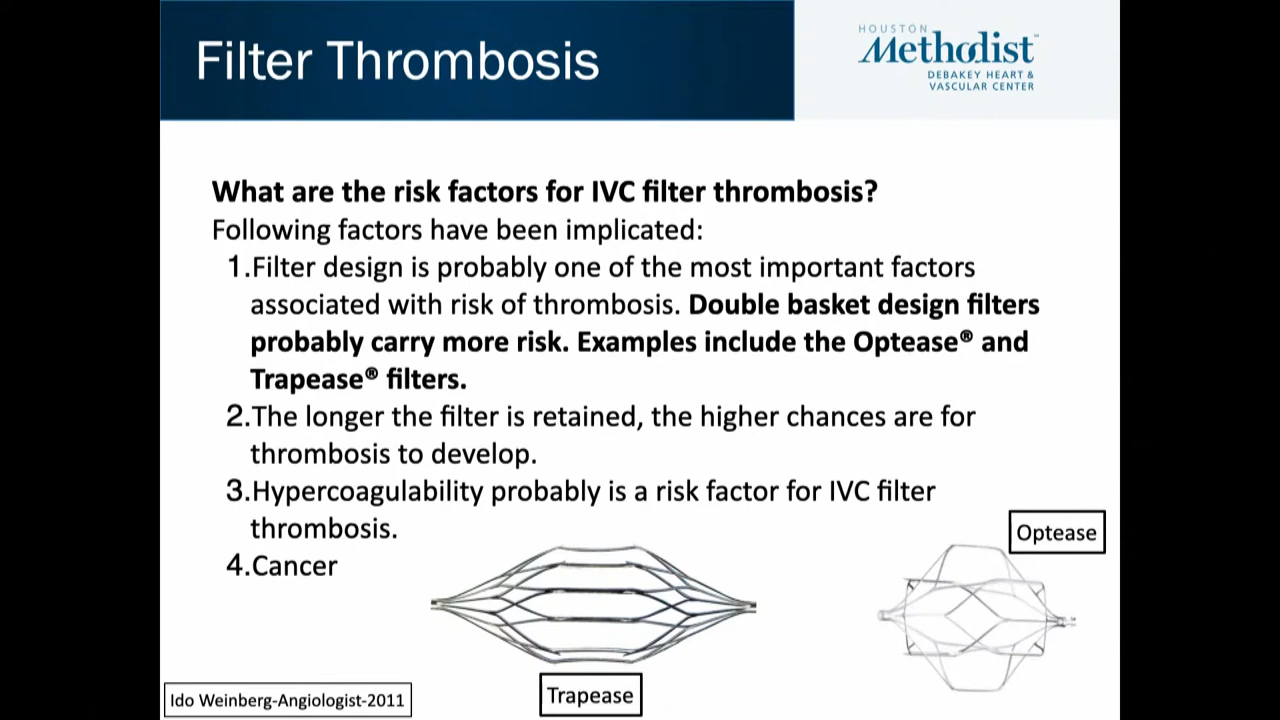 Filter Thrombosis
HOUSTON
Methodist
DEBAKEY HEART &
VASCULAR CENTER
What are the risk factors for IVC filter thrombosis?
Following factors have been implicated:
1.Filter design is probably one of the most important factors
associated with risk of thrombosis. Double basket design filters
probably carry more risk. Examples include the Optease® and
Trapease® filters.
2.The longer the filter is retained, the higher chances are for
thrombosis to develop.
3.Hypercoagulability probably is a risk factor for IVC filter
thrombosis.
4.Cancer
Optease
Trapease
Ido Weinberg-Angiologist-2011